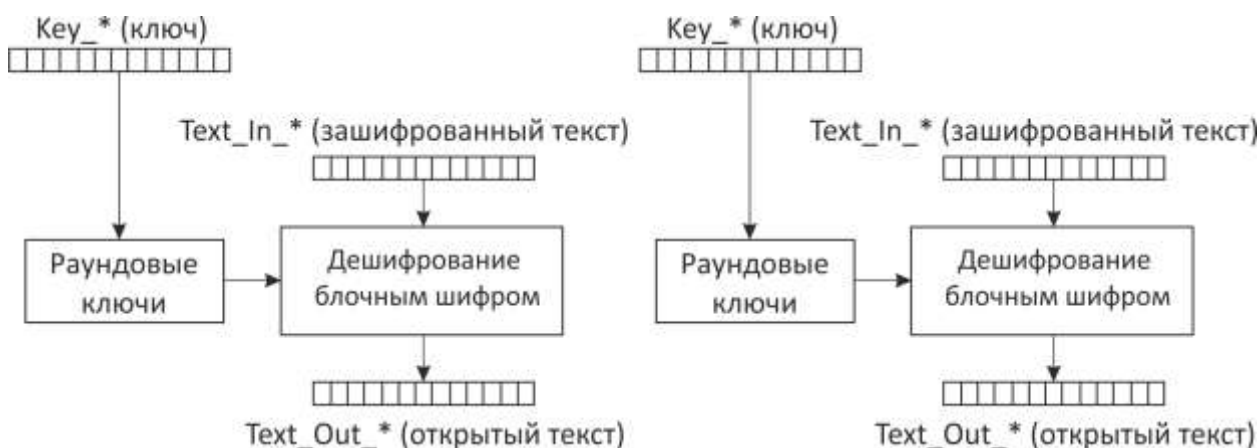 Key_* (ключ)
Text_In_* (зашифрованный текст)
Раундовые
ключи
Дешифрование
блочным шифром
Text_Out_* (открытый текст)
Key_* (ключ)
Text_In_* (зашифрованный текст)
Раундовые
ключи
Дешифрование
блочным шифром
Text_Out_* (открытый текст)